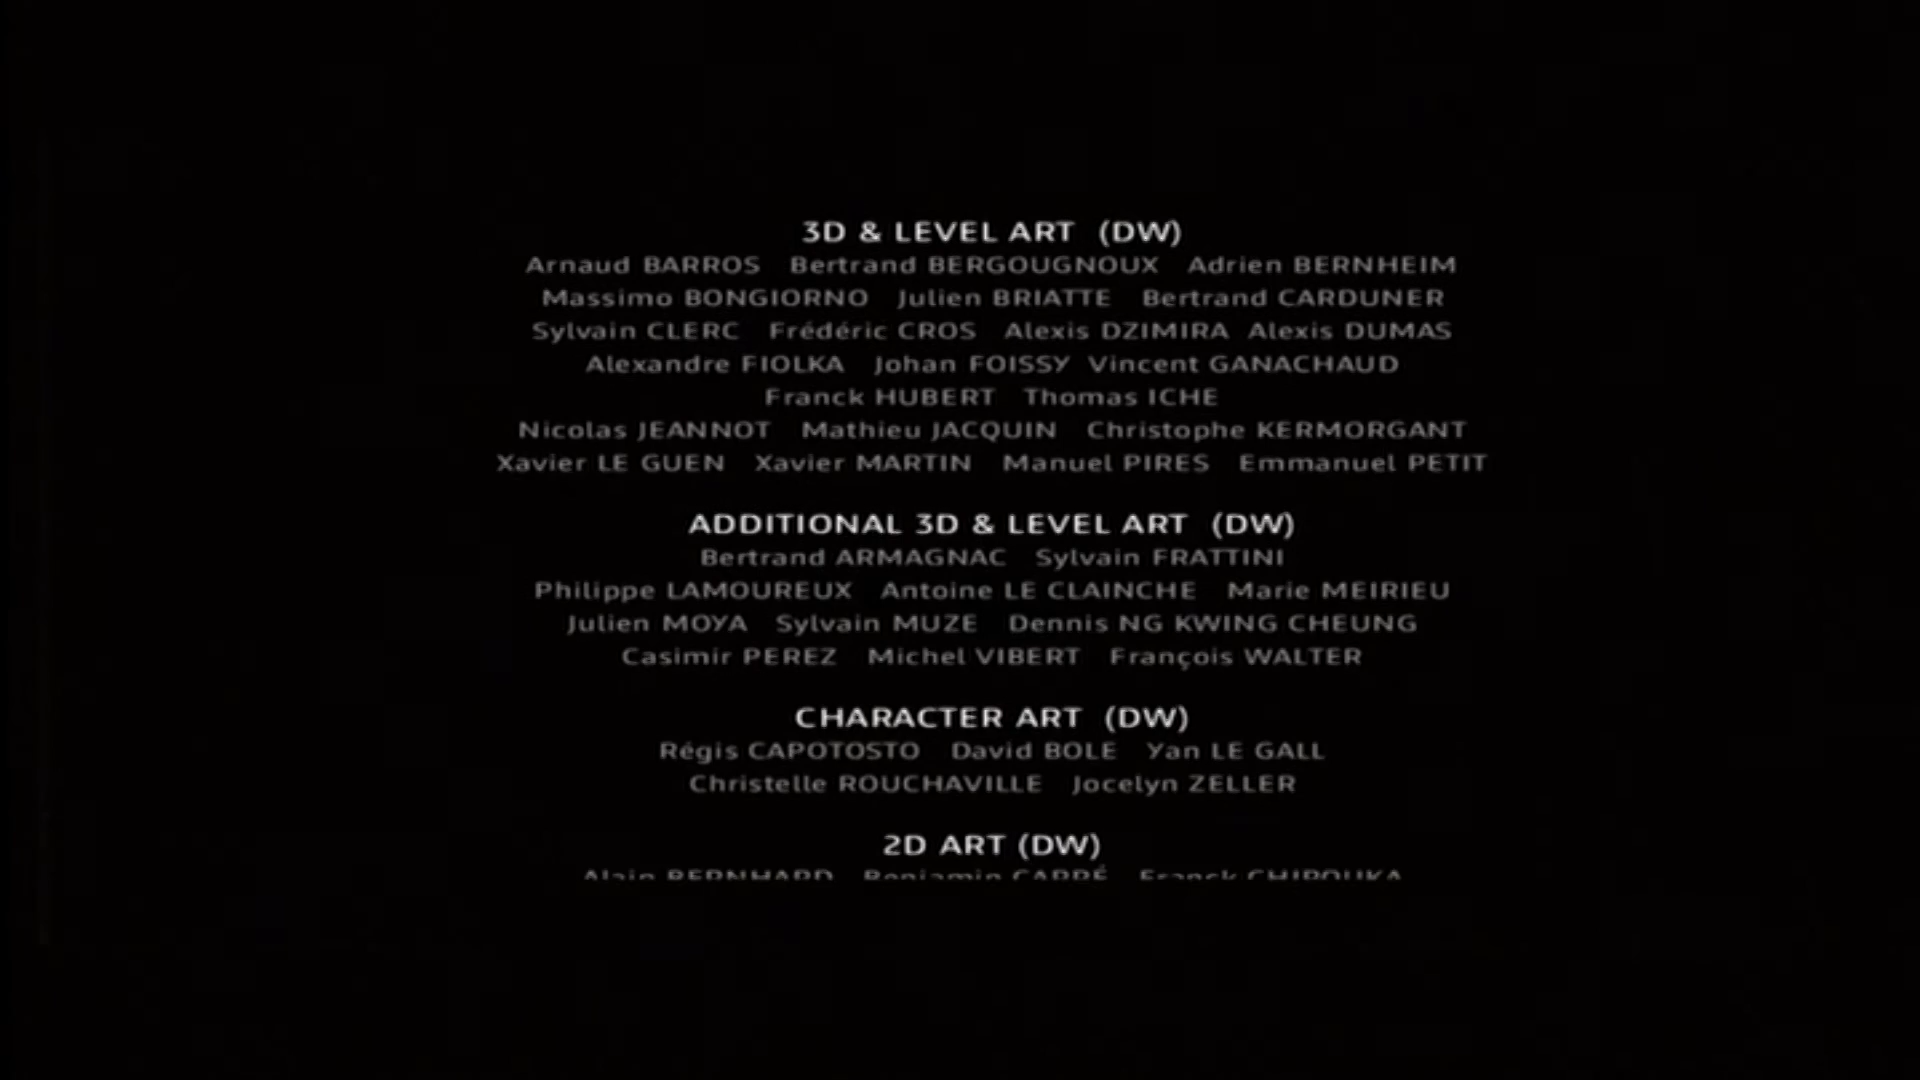 3D & LEVEL ART (DW)
Arnaud BARROS Bertrand BERGOUGNOUX Adrien BERNHEIM
Massimo BONGIORNO Julien BRIATTE Bertrand CARDUNER
Sylvain CLERC Frédéric CROS Alexis DZIMIRA Alexis DUMAS
Alexandre FIOLKA Johan FOISSY Vincent GANACHAUD
Franck HUBERT Thomas ICHE
Nicolas JEANNOT Mathieu JACQUIN Christophe KERMORGANT
Xavier LE GUEN Xavier MARTIN Manuel PIRES Emmanuel PETIT
ADDITIONAL 3D & LEVEL ART (DW)
Bertrand ARMAGNAC Sylvain FRATTINI
Philippe LAMOUREUX Antoine LE CLAINCHE Marie MEIRIEU
Julien MOYA Sylvain MUZE Dennis NG KWING CHEUNG
Casimir PEREZ Michel VIBERT François WALTER
CHARACTER ART (DW)
Régis CAPOTOSTO David BOLE Yan LE GALL
Christelle ROUCHAVILLE Jocelyn ZELLER
2D ART (DW)
Alain BERNHARD Benjamin CARRÉ Franck